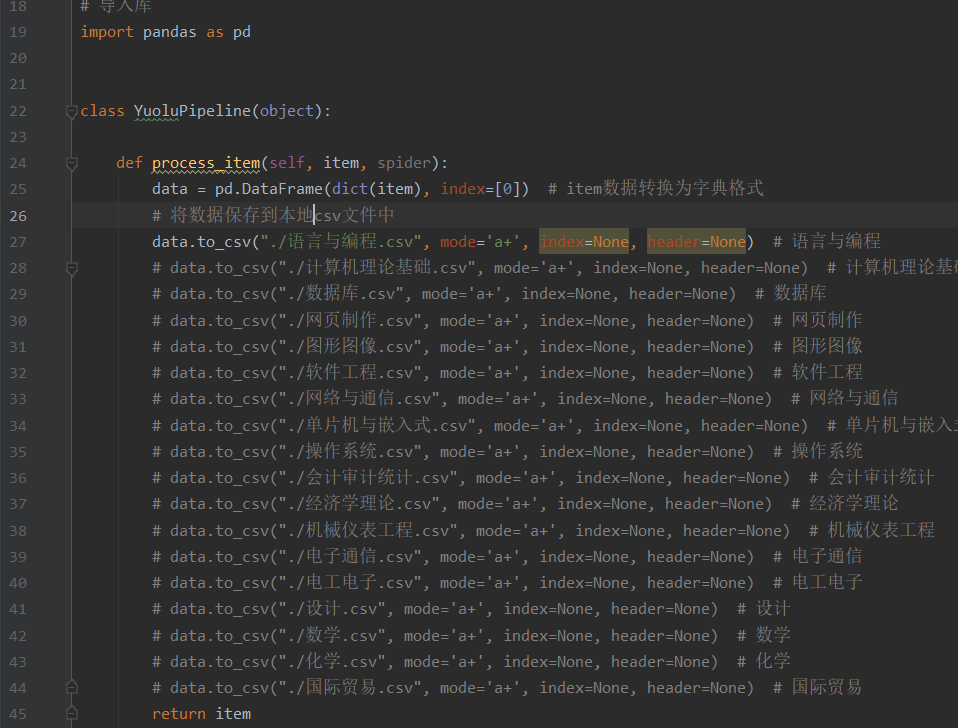 18 # 导入库
19 import pandas as pd
20
21
22 class YuoluPipeline(object):
23
24 def process_item(self, item, spider):
25 data = pd.DataFrame(dict(item), index=[0]) # item数据转换为字典格式
26 # 将数据保存到本地csv文件中
27 data.to_csv("./语言与编程.csv", mode='a+', index=None, header=None) # 语言与编程
28 # data.to_csv("./计算机理论基础.csv", mode='a+', index=None, header=None) # 计算机理论基础
29 # data.to_csv("./数据库.csv", mode='a+', index=None, header=None) # 数据库
30 # data.to_csv("./网页制作.csv", mode='a+', index=None, header=None) # 网页制作
31 # data.to_csv("./图形图像.csv", mode='a+', index=None, header=None) # 图形图像
32 # data.to_csv("./软件工程.csv", mode='a+', index=None, header=None) # 软件工程
33 # data.to_csv("./网络与通信.csv", mode='a+', index=None, header=None) # 网络与通信
34 # data.to_csv("./单片机与嵌入式.csv", mode='a+', index=None, header=None) # 单片机与嵌入式
35 # data.to_csv("./操作系统.csv", mode='a+', index=None, header=None) # 操作系统
36 # data.to_csv("./会计审计统计.csv", mode='a+', index=None, header=None) # 会计审计统计
37 # data.to_csv("./经济学理论.csv", mode='a+', index=None, header=None) # 经济学理论
38 # data.to_csv("./机械仪表工程.csv", mode='a+', index=None, header=None) # 机械仪表工程
39 # data.to_csv("./电子通信.csv", mode='a+', index=None, header=None) # 电子通信
40 # data.to_csv("./电工电子.csv", mode='a+', index=None, header=None) # 电工电子
41 # data.to_csv("./设计.csv", mode='a+', index=None, header=None) # 设计
42 # data.to_csv("./数学.csv", mode='a+', index=None, header=None) # 数学
43 # data.to_csv("./化学.csv", mode='a+', index=None, header=None) # 化学
44 # data.to_csv("./国际贸易.csv", mode='a+', index=None, header=None) # 国际贸易
45 return item